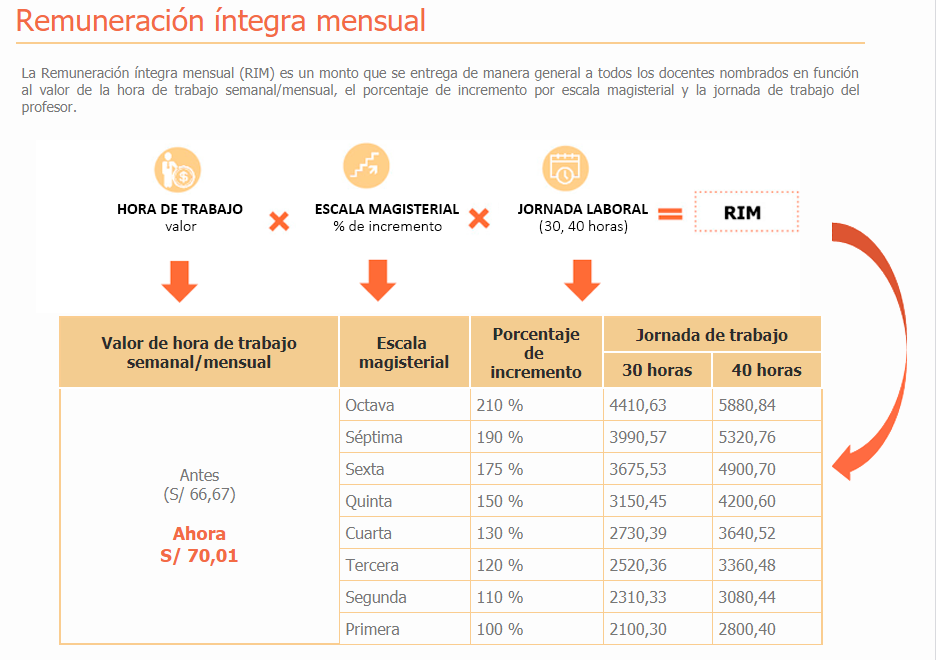 Remuneración íntegra mensual
La Remuneración íntegra mensual (RIM) es un monto que se entrega de manera general a todos los docentes nombrados en función
al valor de la hora de trabajo semanal/mensual, el porcentaje de incremento por escala magisterial y la jornada de trabajo del
profesor.
HORA DE TRABAJO × ESCALA MAGISTERIAL × JORNADA LABORAL = RIM
valor % de incremento (30, 40 horas)
Valor de hora de trabajo
semanal/mensual
Escala
magisterial
Porcentaje
de
incremento
Jornada de trabajo
30 horas 40 horas
Antes
(S/ 66,67)
Ahora
S/ 70,01
Octava 210 % 4410,63 5880,84
Séptima 190 % 3990,57 5320,76
Sexta 175 % 3675,53 4900,70
Quinta 150 % 3150,45 4200,60
Cuarta 130 % 2730,39 3640,52
Tercera 120 % 2520,36 3360,48
Segunda 110 % 2310,33 3080,44
Primera 100 % 2100,30 2800,40